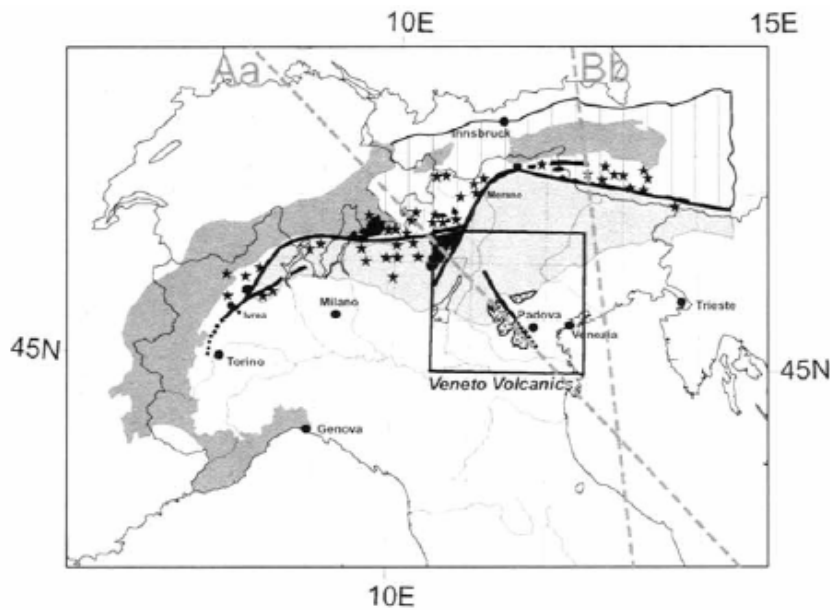 10E 15E
Aa Bb
Innsbruck
Merano
Ivrea
Milano
Padova
Venezia
Trieste
45N
Torino
45N
Veneto Volcanics
Genova
10E